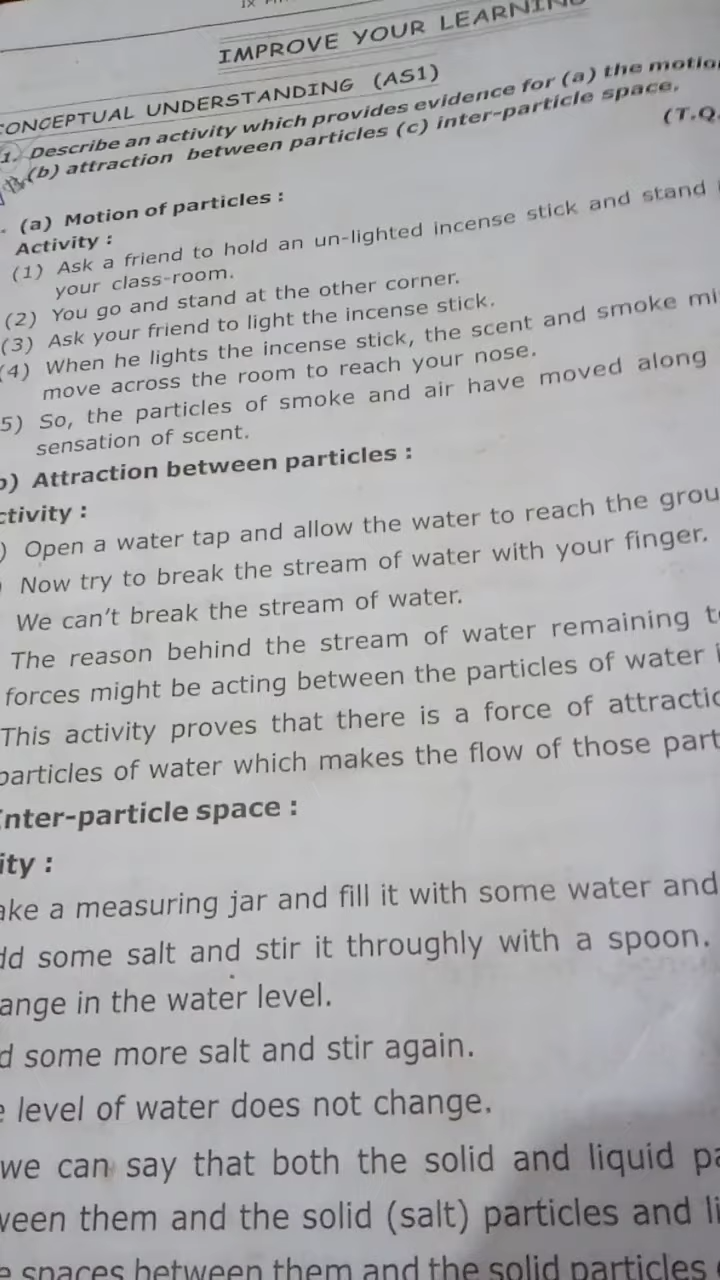 IX
IMPROVE YOUR LEARNIN
CONCEPTUAL UNDERSTANDING (AS1)
1. Describe an activity which provides evidence for (a) the motio
(b) attraction between particles (c) inter-particle space.
(T.Q.
(a) Motion of particles :
Activity :
(1) Ask a friend to hold an un-lighted incense stick and stand
your class-room.
(2) You go and stand at the other corner.
(3) Ask your friend to light the incense stick.
(4) When he lights the incense stick, the scent and smoke mi
move across the room to reach your nose.
5) So, the particles of smoke and air have moved along
sensation of scent.
) Attraction between particles :
ctivity :
) Open a water tap and allow the water to reach the grou
Now try to break the stream of water with your finger.
We can't break the stream of water.
The reason behind the stream of water remaining t
forces might be acting between the particles of water i
This activity proves that there is a force of attractio
particles of water which makes the flow of those part
Inter-particle space :
ity :
ake a measuring jar and fill it with some water and
dd some salt and stir it throughly with a spoon.
ange in the water level.
d some more salt and stir again.
e level of water does not change.
we can say that both the solid and liquid pa
ween them and the solid (salt) particles and li
e spaces between them and the solid particles